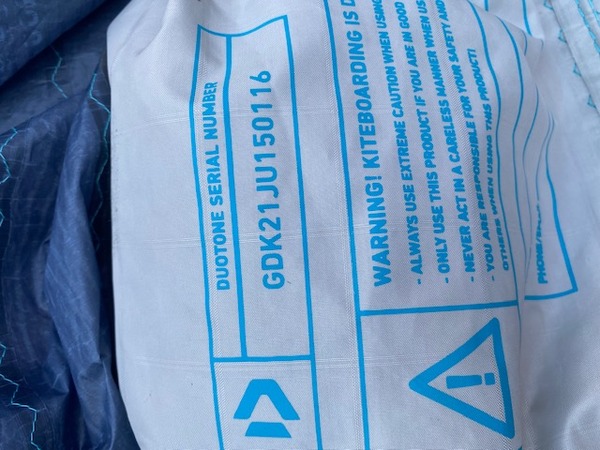 DUOTONE SERIAL NUMBER
GDK21JU150116
WARNING! KITEBOARDING IS
- ALWAYS USE EXTREME CAUTION WHEN USING
- ONLY USE THIS PRODUCT IF YOU ARE IN GOOD
- NEVER ACT IN A CARELESS MANNER WHEN
- YOU ARE RESPONSIBLE FOR YOUR SAFETY AND
OTHERS WHEN USING THIS PRODUCT!